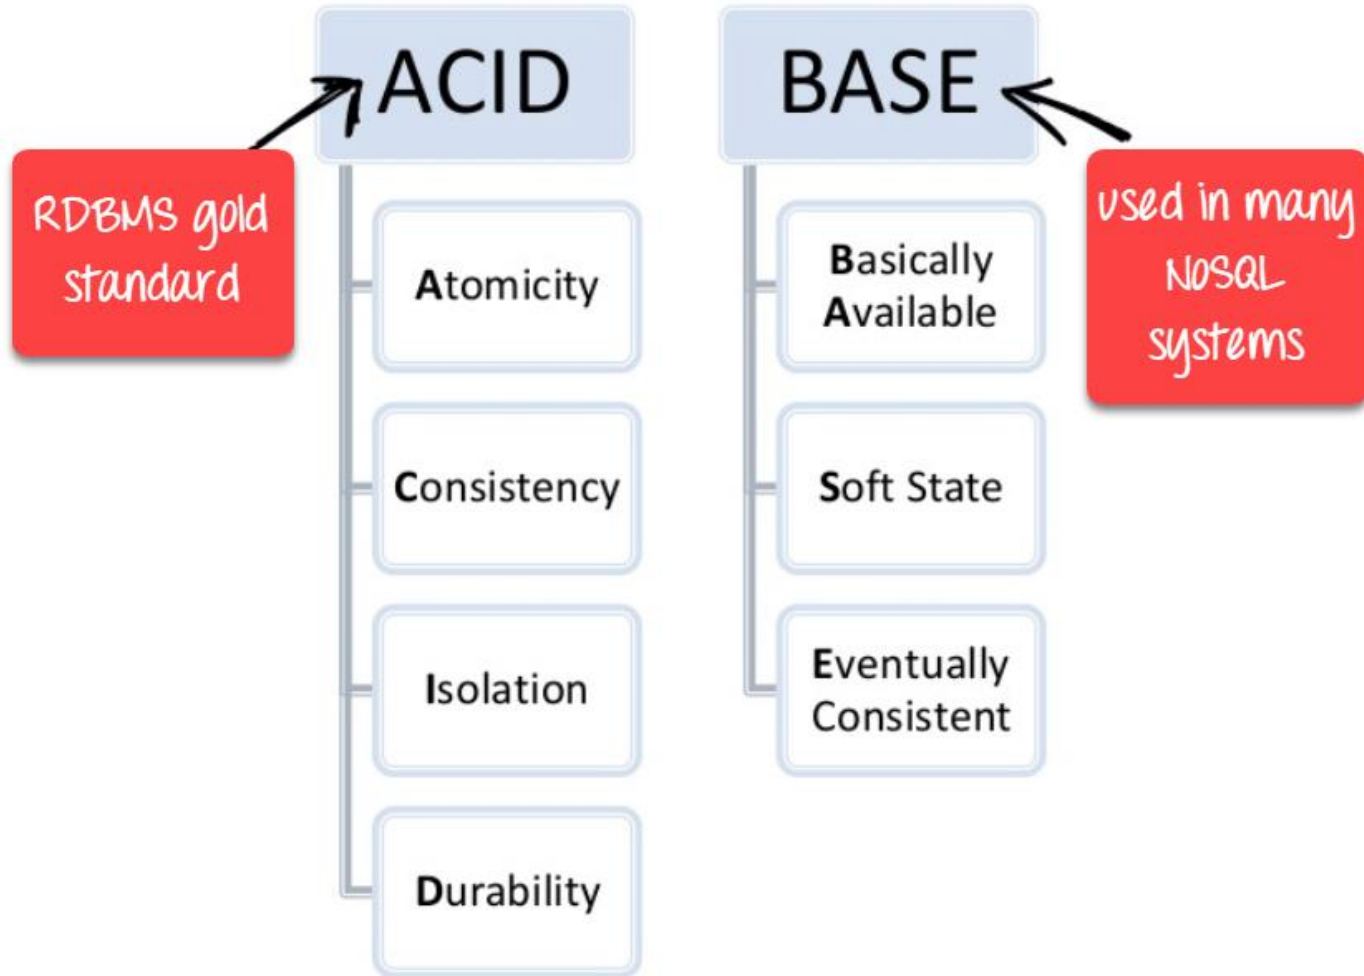 ACID
BASE
RDBMS gold
standard
used in many
NOSQL
systems
Atomicity
Consistency
Isolation
Durability
Basically
Available
Soft State
Eventually
Consistent